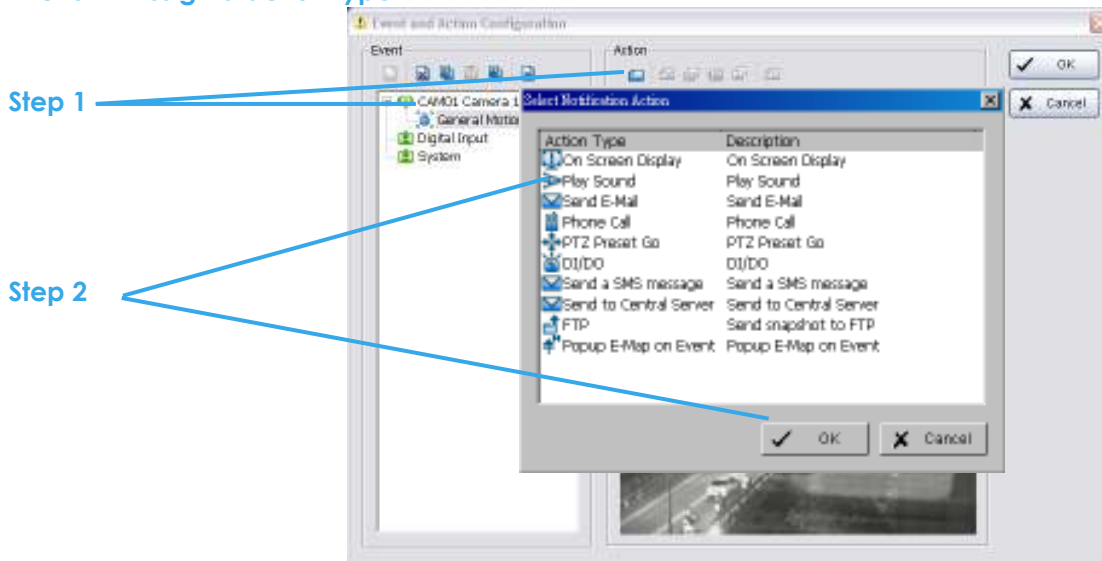 Event and Action Configuration
Event
Action
OK
Cancel
Step 1
CAM01 Camera 1
General Motio
Digital Input
System
Select Notification Action
Action Type Description
On Screen Display On Screen Display
Play Sound Play Sound
Send E-Mail Send E-Mail
Phone Call Phone Call
PTZ Preset Go PTZ Preset Go
DI/DO DI/DO
Send a SMS message Send a SMS message
Send to Central Server Send to Central Server
FTP Send snapshot to FTP
Popup E-Map on Event Popup E-Map on Event
Step 2
OK Cancel